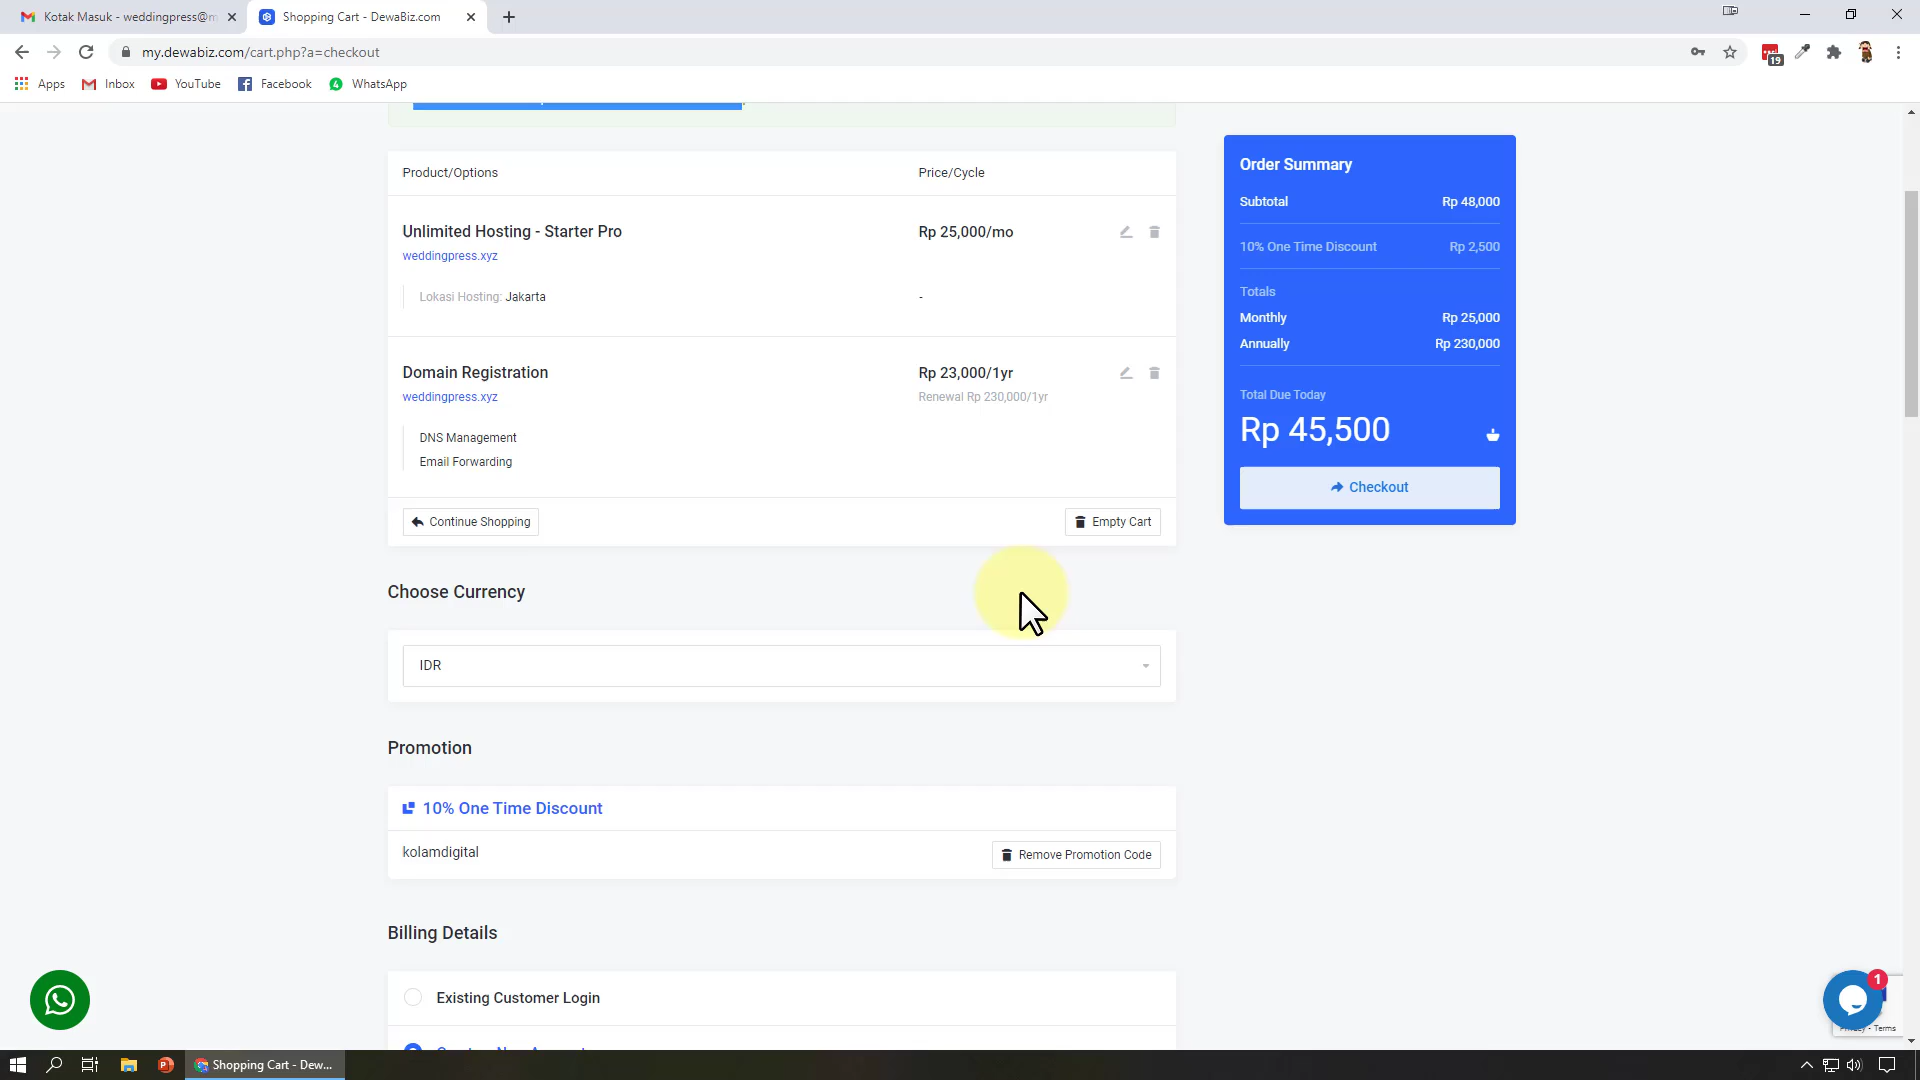 Kotak Masuk - weddingpress@m
Shopping Cart - DewaBiz.com
my.dewabiz.com/cart.php?a=checkout
19
Apps
Inbox
YouTube
Facebook
4
WhatsApp
Product/Options
Price/Cycle
Unlimited Hosting - Starter Pro
Rp 25,000/mo
weddingpress.xyz
Lokasi Hosting: Jakarta
-
Domain Registration
Rp 23,000/1yr
weddingpress.xyz
Renewal Rp 230,000/1yr
DNS Management
Email Forwarding
Continue Shopping
Empty Cart
Order Summary
Subtotal
Rp 48,000
10% One Time Discount
Rp 2,500
Totals
Monthly
Rp 25,000
Annually
Rp 230,000
Total Due Today
Rp 45,500
Checkout
Choose Currency
IDR
Promotion
10% One Time Discount
kolamdigital
Remove Promotion Code
Billing Details
Existing Customer Login
1
Privacy - Terms
Shopping Cart - Dew...